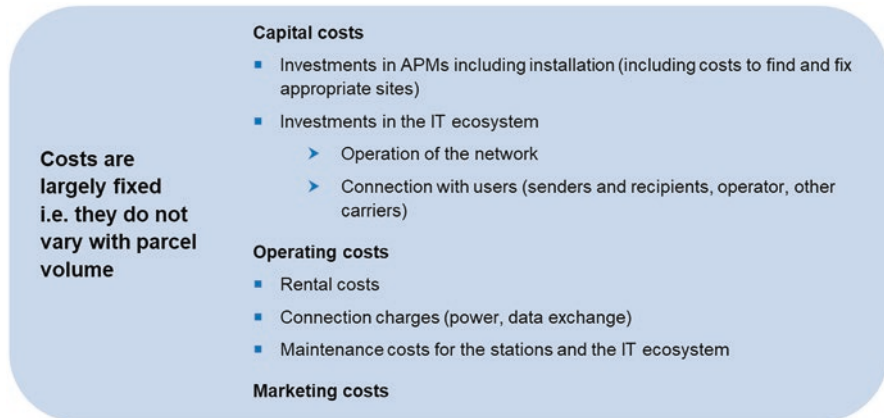 Costs are
largely fixed
i.e. they do not
vary with parcel
volume
Capital costs
▪ Investments in APMs including installation (including costs to find and fix
appropriate sites)
▪ Investments in the IT ecosystem
➤ Operation of the network
➤ Connection with users (senders and recipients, operator, other
carriers)
Operating costs
▪ Rental costs
▪ Connection charges (power, data exchange)
▪ Maintenance costs for the stations and the IT ecosystem
Marketing costs